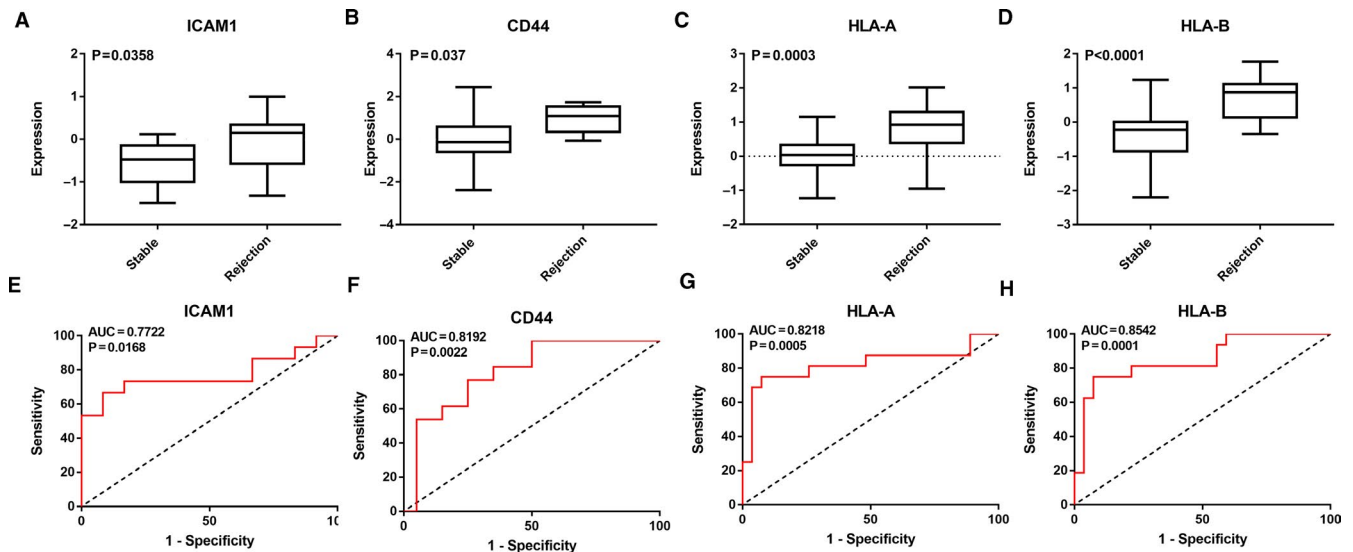 A
ICAM1
P=0.0358
2
1
0
−1
−2
Expression
Stable
Rejection
B
CD44
P=0.037
4
2
0
−2
−4
Expression
Stable
Rejection
C
HLA-A
P=0.0003
3
2
1
0
−1
−2
Expression
Stable
Rejection
D
HLA-B
P<0.0001
2
1
0
−1
−2
−3
Expression
Stable
Rejection
E
ICAM1
AUC=0.7722
P=0.0168
100
80
60
40
20
0
Sensitivity
0
50
1 - Specificity
F
CD44
AUC=0.8192
P=0.0022
100
80
60
40
20
0
Sensitivity
0
50
100
1 - Specificity
G
HLA-A
AUC=0.8218
P=0.0005
100
80
60
40
20
0
Sensitivity
0
50
100
1 - Specificity
H
HLA-B
AUC=0.8542
P=0.0001
100
80
60
40
20
0
Sensitivity
0
50
100
1 - Specificity